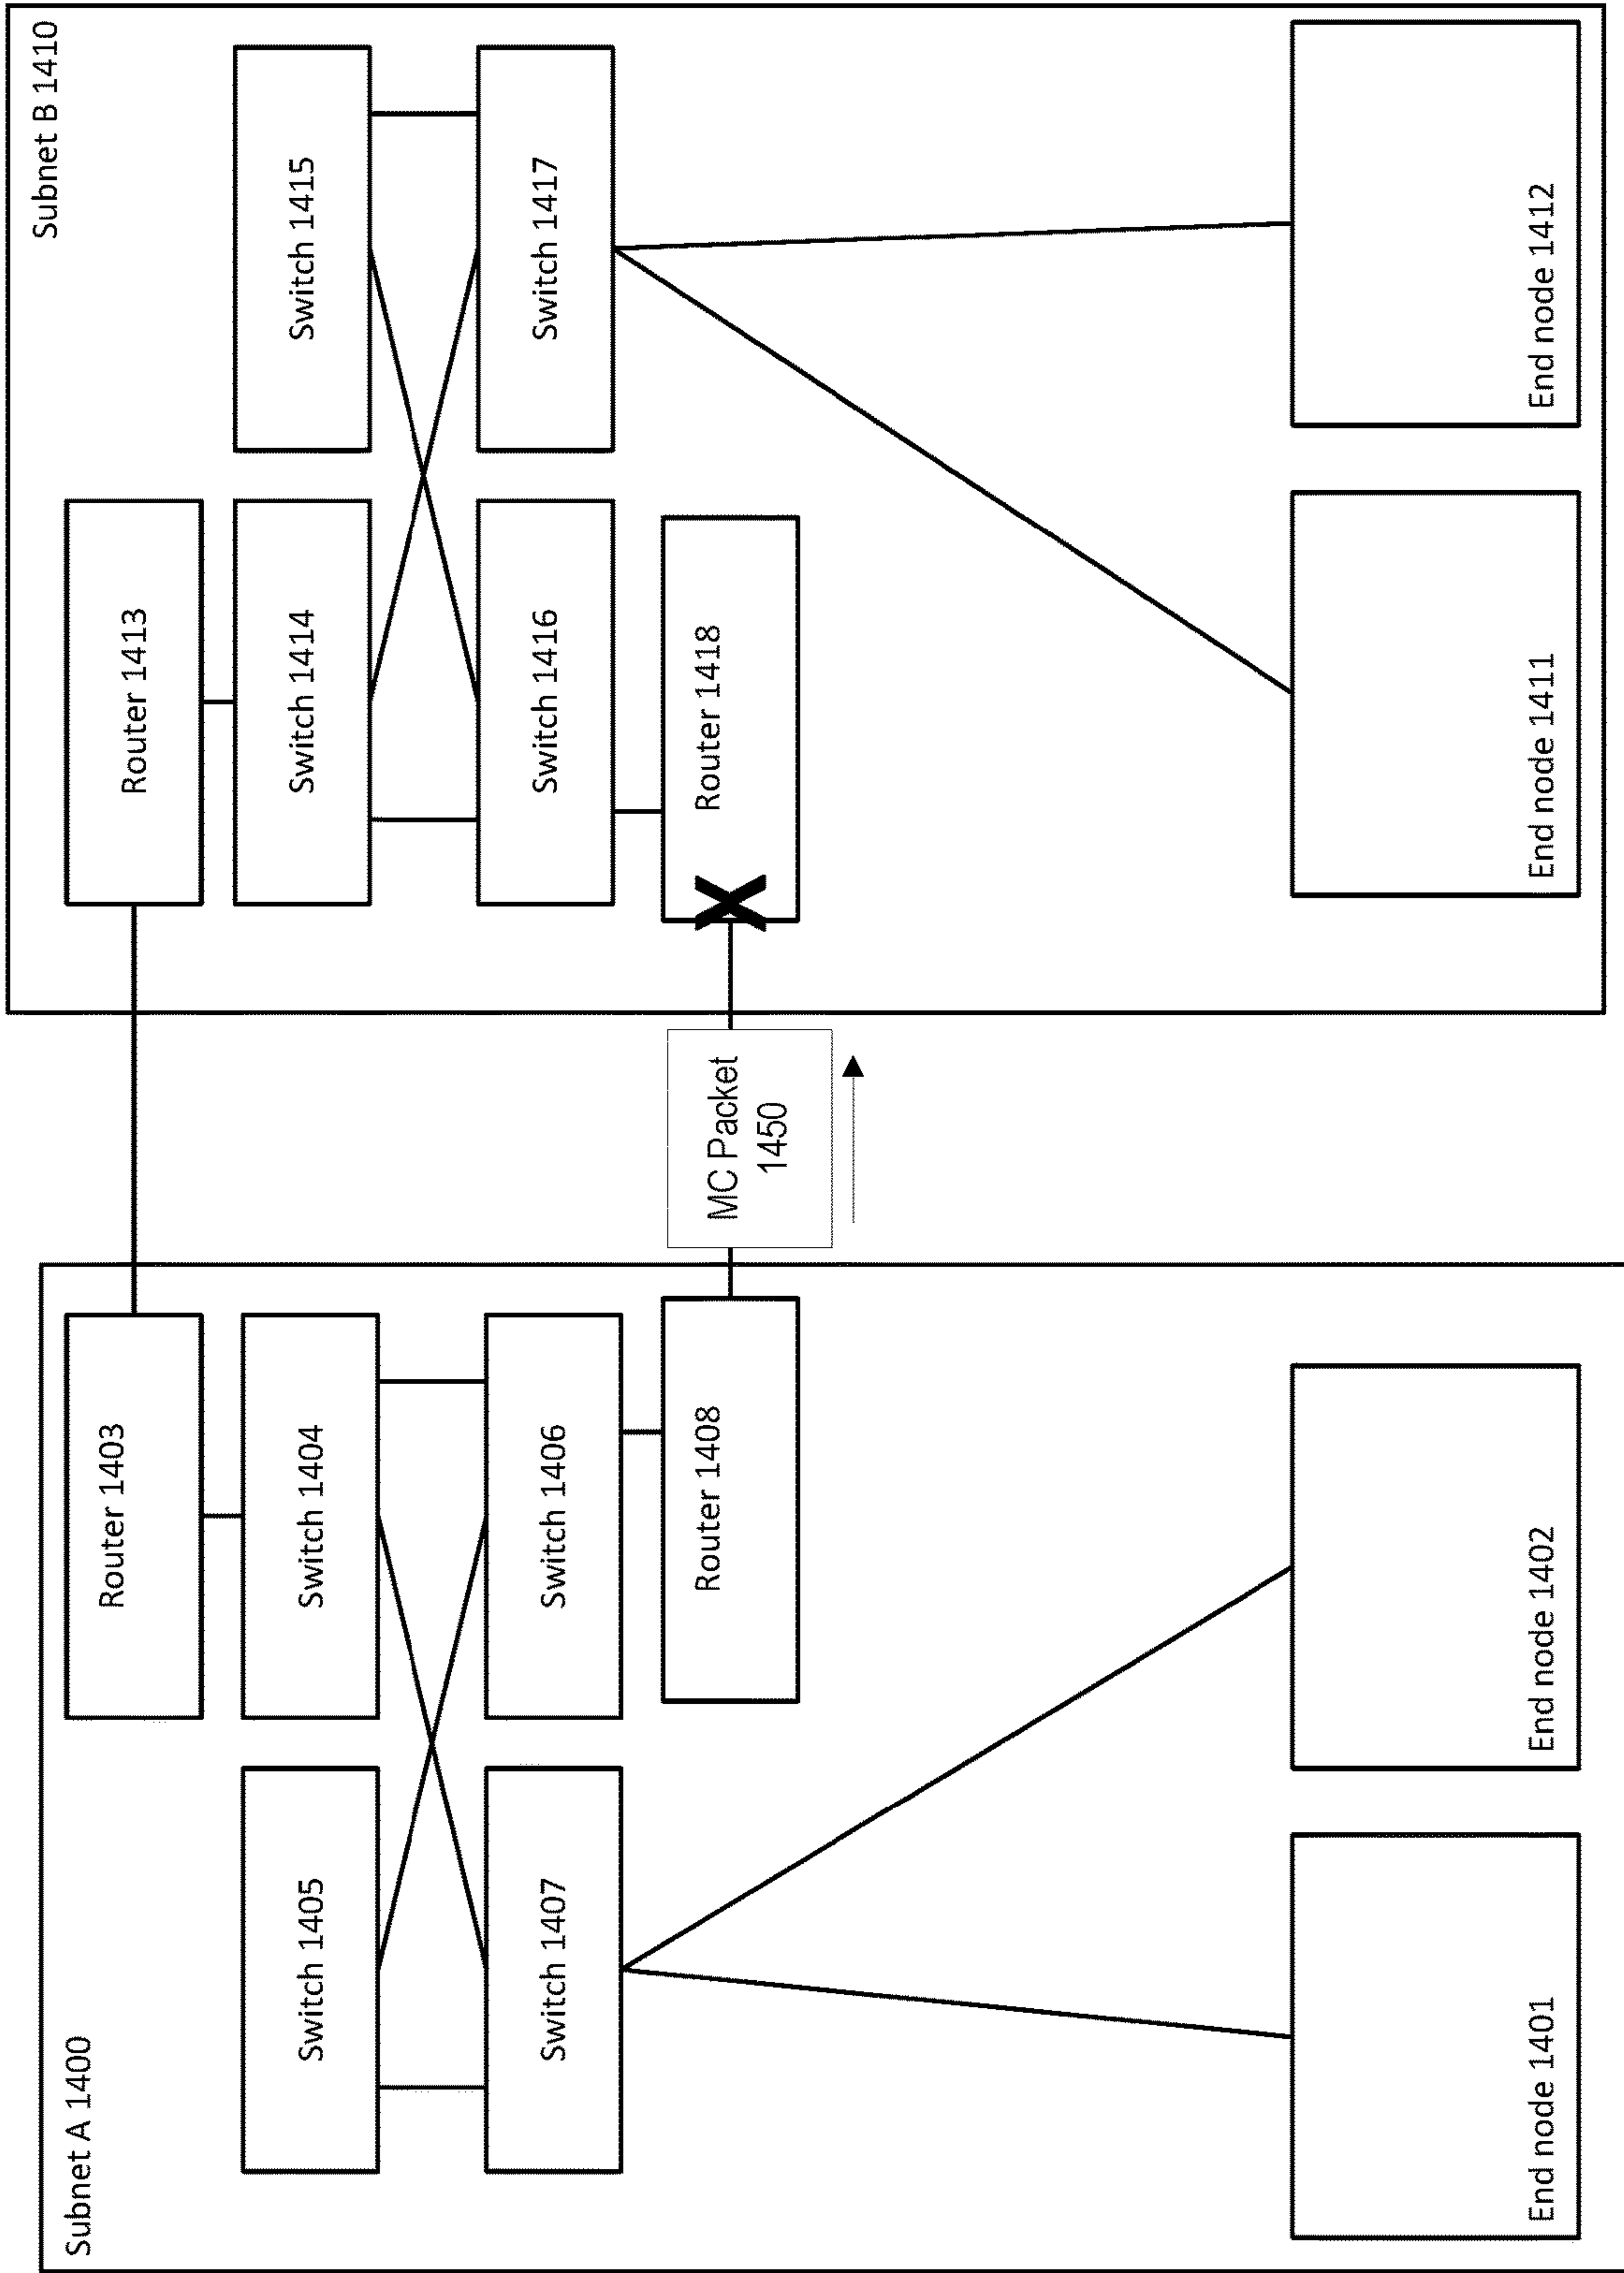 Subnet A 1400
Router 1403
Switch 1405
Switch 1404
Switch 1407
Switch 1406
Router 1408
End node 1401
End node 1402
MC Packet
1450
Subnet B 1410
Router 1413
Switch 1414
Switch 1415
Switch 1416
Switch 1417
Router 1418
End node 1411
End node 1412